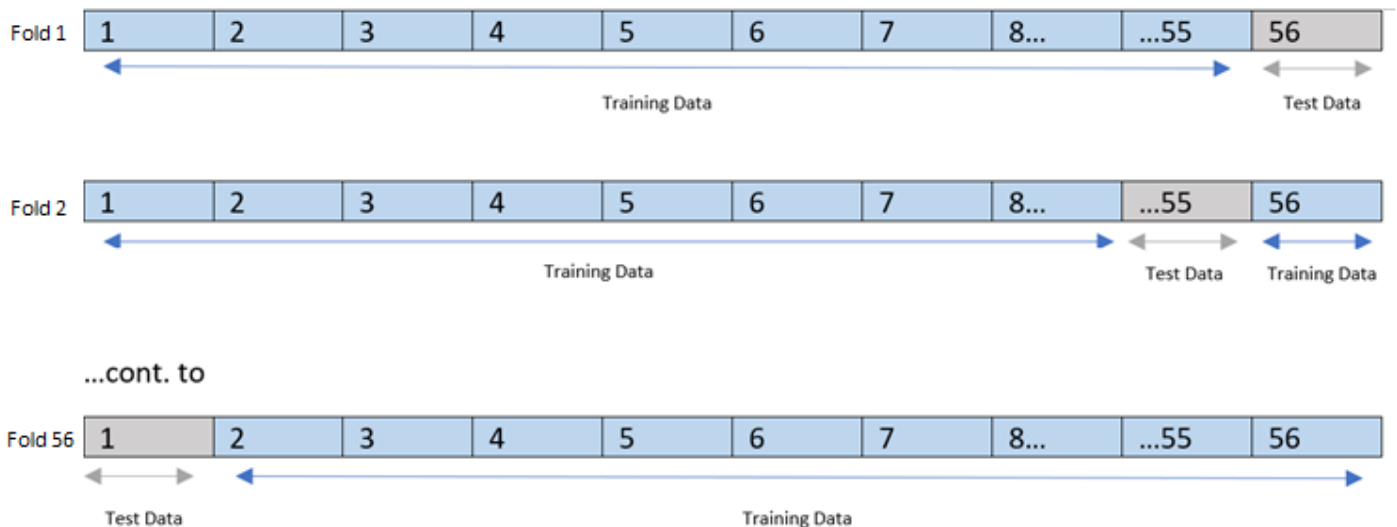 Fold 1 1 2 3 4 5 6 7 8... ...55 56
Training Data Test Data
Fold 2 1 2 3 4 5 6 7 8... ...55 56
Training Data Test Data Training Data
...cont. to
Fold 56 1 2 3 4 5 6 7 8... ...55 56
Test Data Training Data